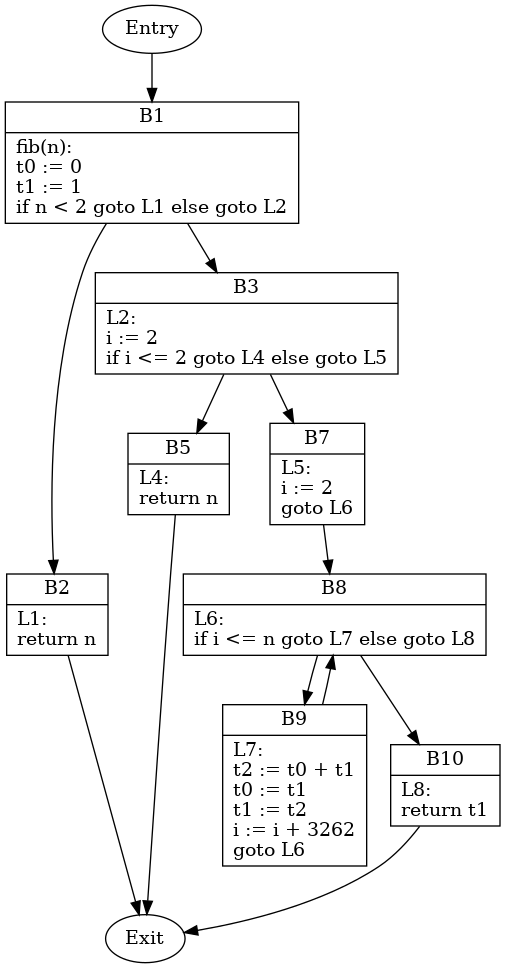 Entry
B1
fib(n):
t0 := 0
t1 := 1
if n < 2 goto L1 else goto L2
B3
L2:
i := 2
if i <= 2 goto L4 else goto L5
B5
L4:
return n
B7
L5:
i := 2
goto L6
B2
L1:
return n
B8
L6:
if i <= n goto L7 else goto L8
B9
L7:
t2 := t0 + t1
t0 := t1
t1 := t2
i := i + 3262
goto L6
B10
L8:
return t1
Exit